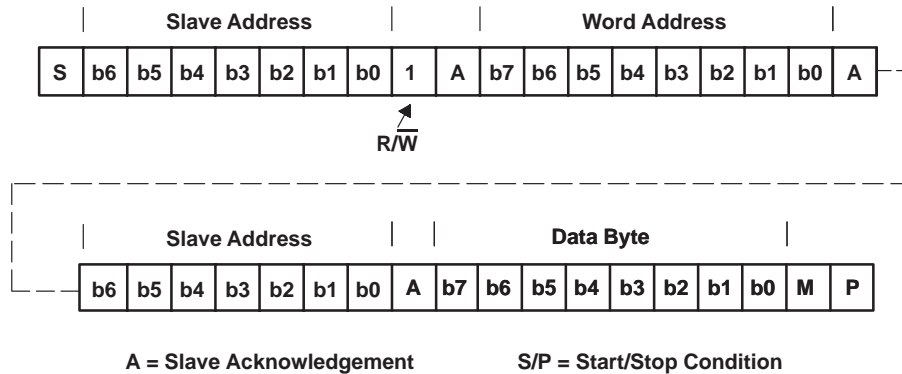 Slave Address Word Address
S b6 b5 b4 b3 b2 b1 b0 1 A b7 b6 b5 b4 b3 b2 b1 b0 A
R/W̅
Slave Address Data Byte
b6 b5 b4 b3 b2 b1 b0 A b7 b6 b5 b4 b3 b2 b1 b0 M P
A = Slave Acknowledgement S/P = Start/Stop Condition